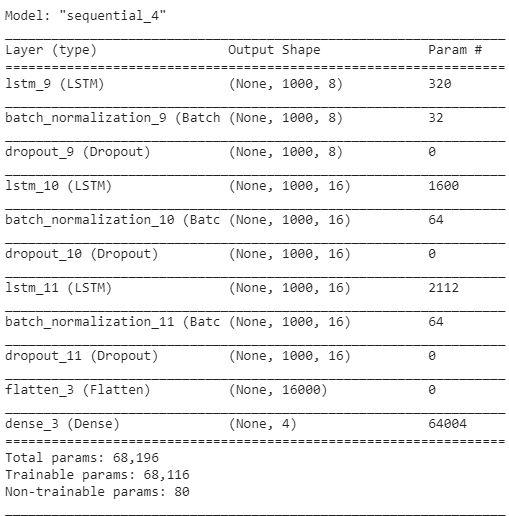 Model: "sequential_4"
Layer (type) Output Shape Param #
lstm_9 (LSTM) (None, 1000, 8) 320
batch_normalization_9 (Batch (None, 1000, 8) 32
dropout_9 (Dropout) (None, 1000, 8) 0
lstm_10 (LSTM) (None, 1000, 16) 1600
batch_normalization_10 (Batc (None, 1000, 16) 64
dropout_10 (Dropout) (None, 1000, 16) 0
lstm_11 (LSTM) (None, 1000, 16) 2112
batch_normalization_11 (Batc (None, 1000, 16) 64
dropout_11 (Dropout) (None, 1000, 16) 0
flatten_3 (Flatten) (None, 16000) 0
dense_3 (Dense) (None, 4) 64004
Total params: 68,196
Trainable params: 68,116
Non-trainable params: 80